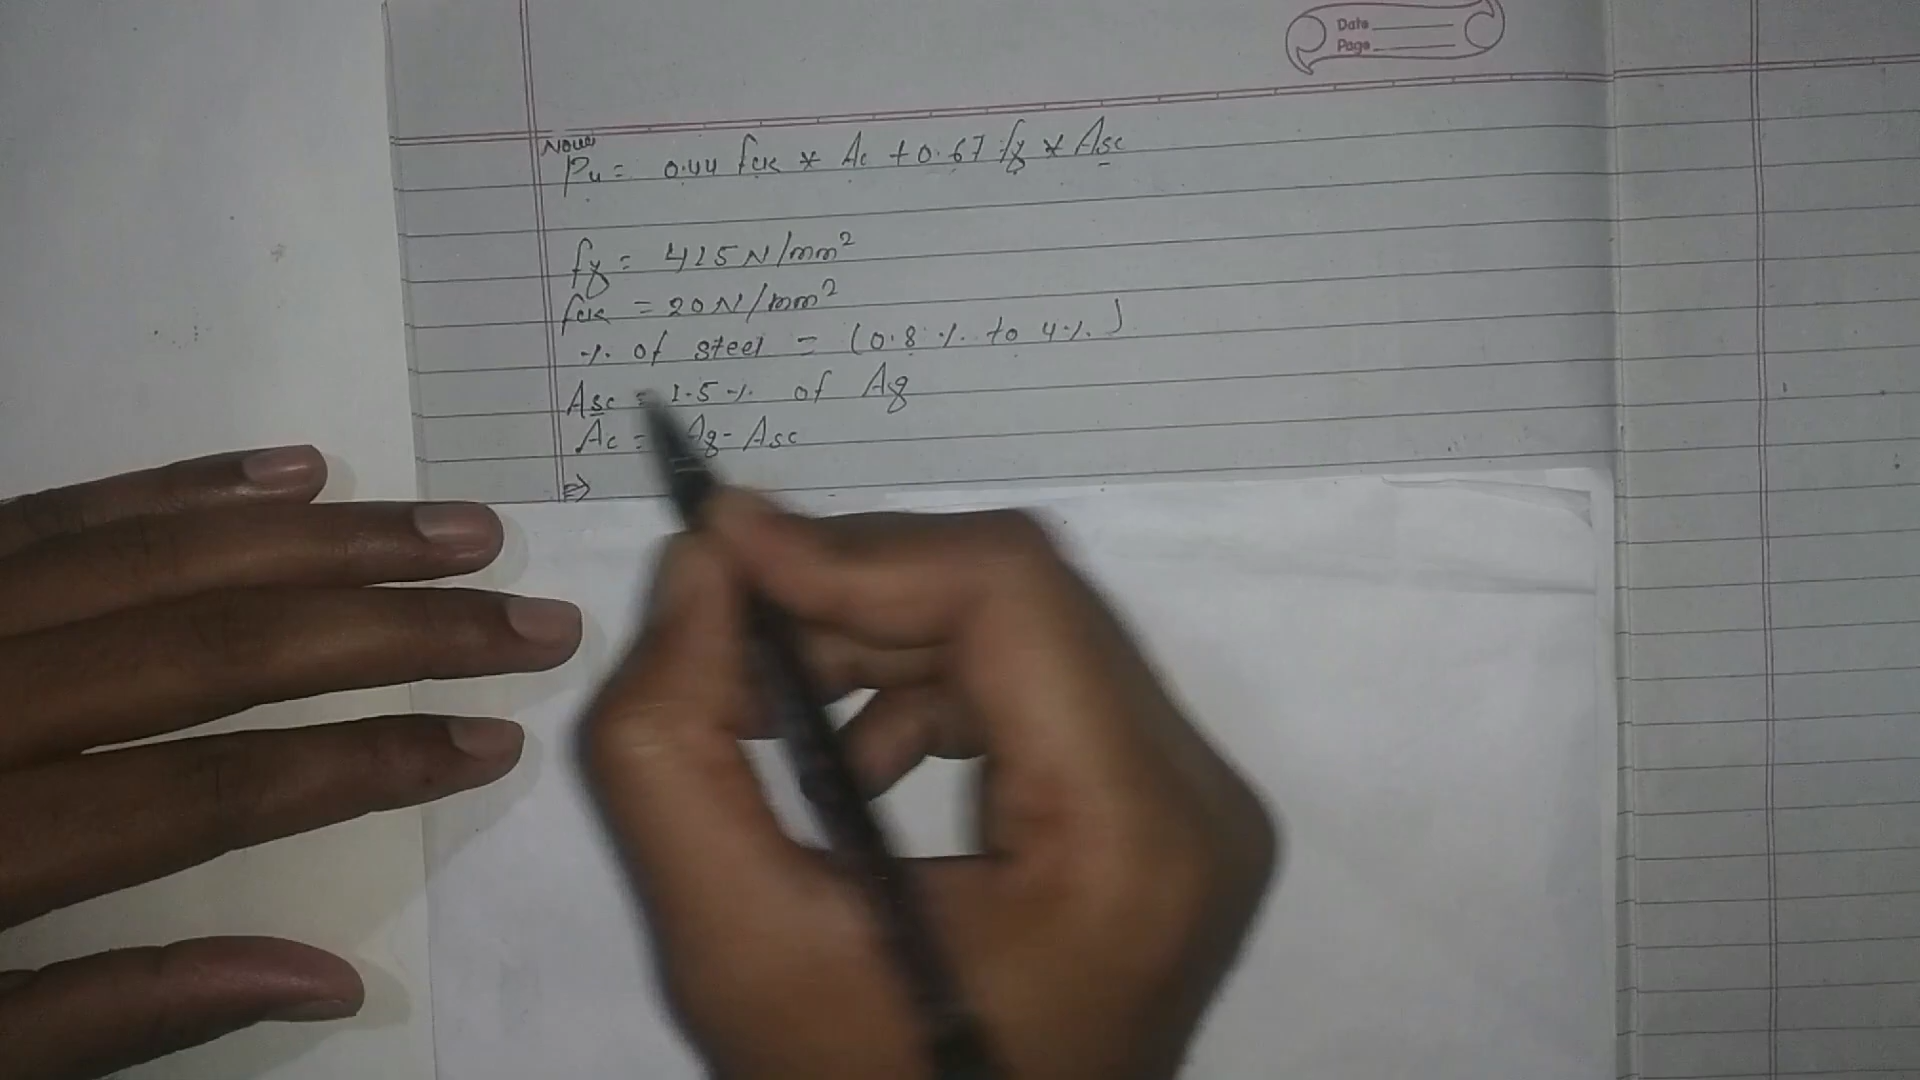 Date
Page
Now
Pu = 0.44 fck * Ac + 0.67 fy * Asc
fy = 415 N/mm²
fck = 20 N/mm²
% of steel = (0.8 % to 4 %)
Asc = 1.5 % of Ag
Ac = Ag - Asc
⇒